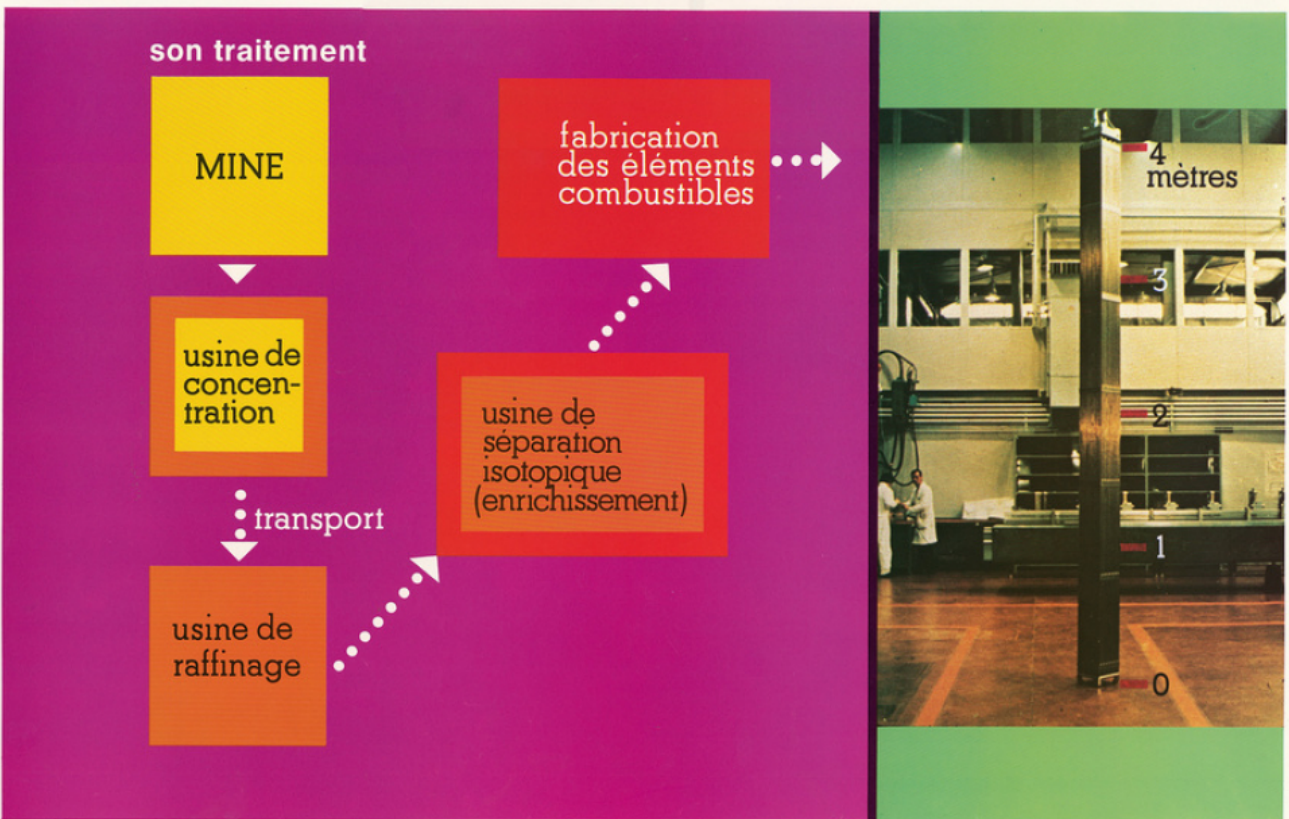 son traitement
MINE
usine de
concen-
tration
transport
usine de
raffinage
usine de
séparation
isotopique
(enrichissement)
fabrication
des éléments
combustibles
4
mètres
3
2
1
0